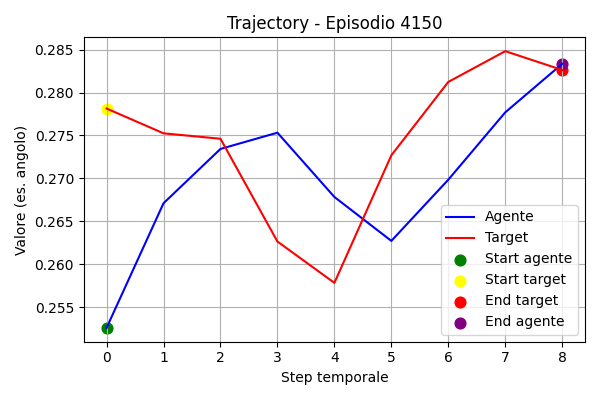 Trajectory - Episodio 4150
Valore (es. angolo)
0.285
0.280
0.275
0.270
0.265
0.260
0.255
Agente
Target
Start agente
Start target
End target
End agente
0 1 2 3 4 5 6 7 8
Step temporale